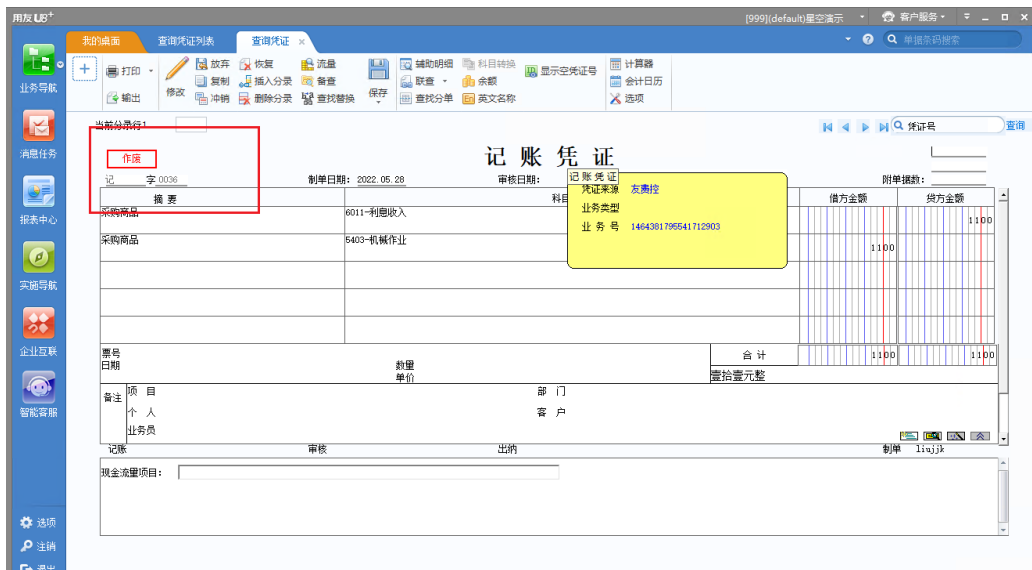 用友U8+ [999](default)星空演示 客户服务
我的桌面 查询凭证列表 查询凭证 × 单据条码搜索
业务导航
消息任务
报表中心
实施导航
企业互联
智能客服
选项
注销
退出
打印 修改 放弃 恢复 流量 保存 辅助明细 科目转换 显示空凭证号 计算器
复制 插入分录 备查 联查 余额 会计日历
输出 冲销 删除分录 查找替换 查找分单 英文名称 选项
当前分录行1 凭证号 查询
作废
记账凭证
记 字 0036 制单日期: 2022.05.28 审核日期: 附单据数:
记账凭证
凭证来源 友费控
业务类型
业务号 1464381795541712903
摘要 科目 借方金额 贷方金额
采购商品 6011-利息收入 1100
采购商品 5403-机械作业 1100
票号
日期 数量
单价
合计 1100 1100
壹拾壹元整
备注 项目 部门
个人 客户
业务员
记账 审核 出纳 制单 liujjk
现金流量项目: